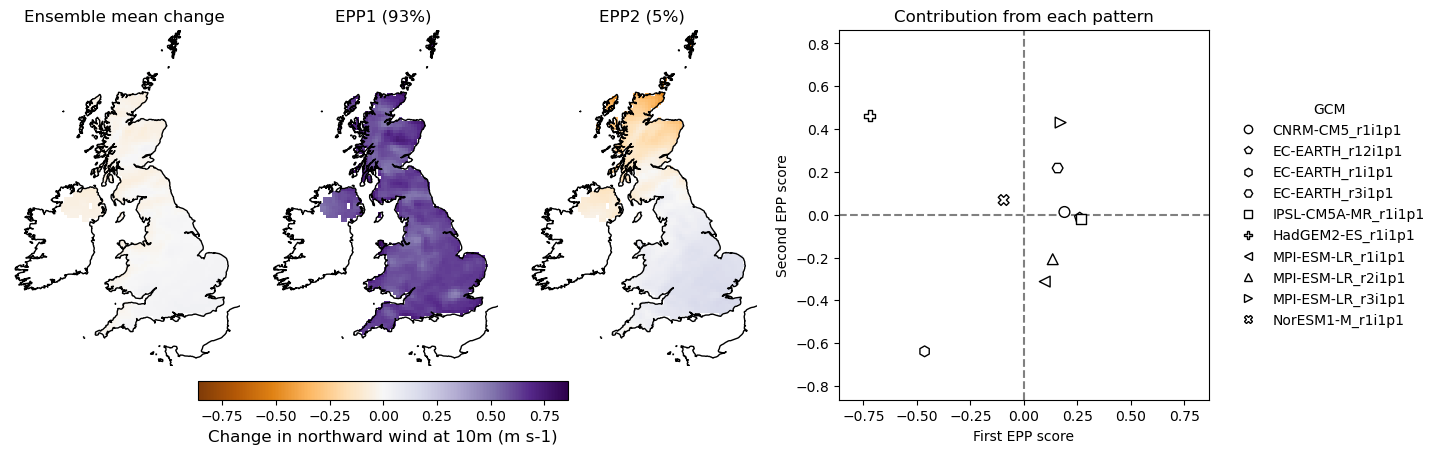 Ensemble mean change
EPP1 (93%)
EPP2 (5%)
−0.75 −0.50 −0.25 0.00 0.25 0.50 0.75
Change in northward wind at 10m (m s-1)
Contribution from each pattern
Second EPP score
0.8
0.6
0.4
0.2
0.0
−0.2
−0.4
−0.6
−0.8
−0.75 −0.50 −0.25 0.00 0.25 0.50 0.75
First EPP score
GCM
CNRM-CM5_r1i1p1
EC-EARTH_r12i1p1
EC-EARTH_r1i1p1
EC-EARTH_r3i1p1
IPSL-CM5A-MR_r1i1p1
HadGEM2-ES_r1i1p1
MPI-ESM-LR_r1i1p1
MPI-ESM-LR_r2i1p1
MPI-ESM-LR_r3i1p1
NorESM1-M_r1i1p1